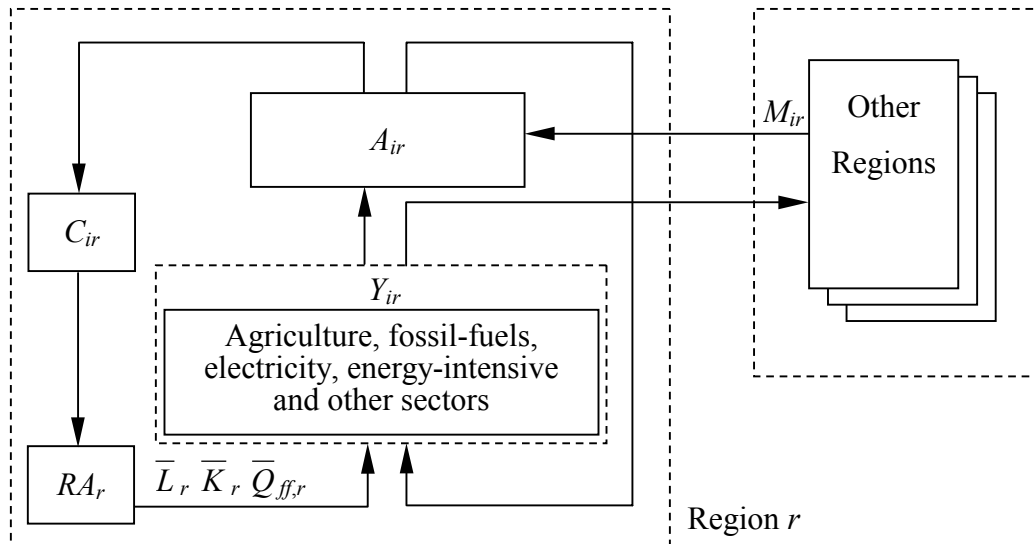 A_ir
M_ir
Other
Regions
C_ir
Y_ir
Agriculture, fossil-fuels,
electricity, energy-intensive
and other sectors
RA_r
L̅_r K̅_r Q̅_ff,r
Region r